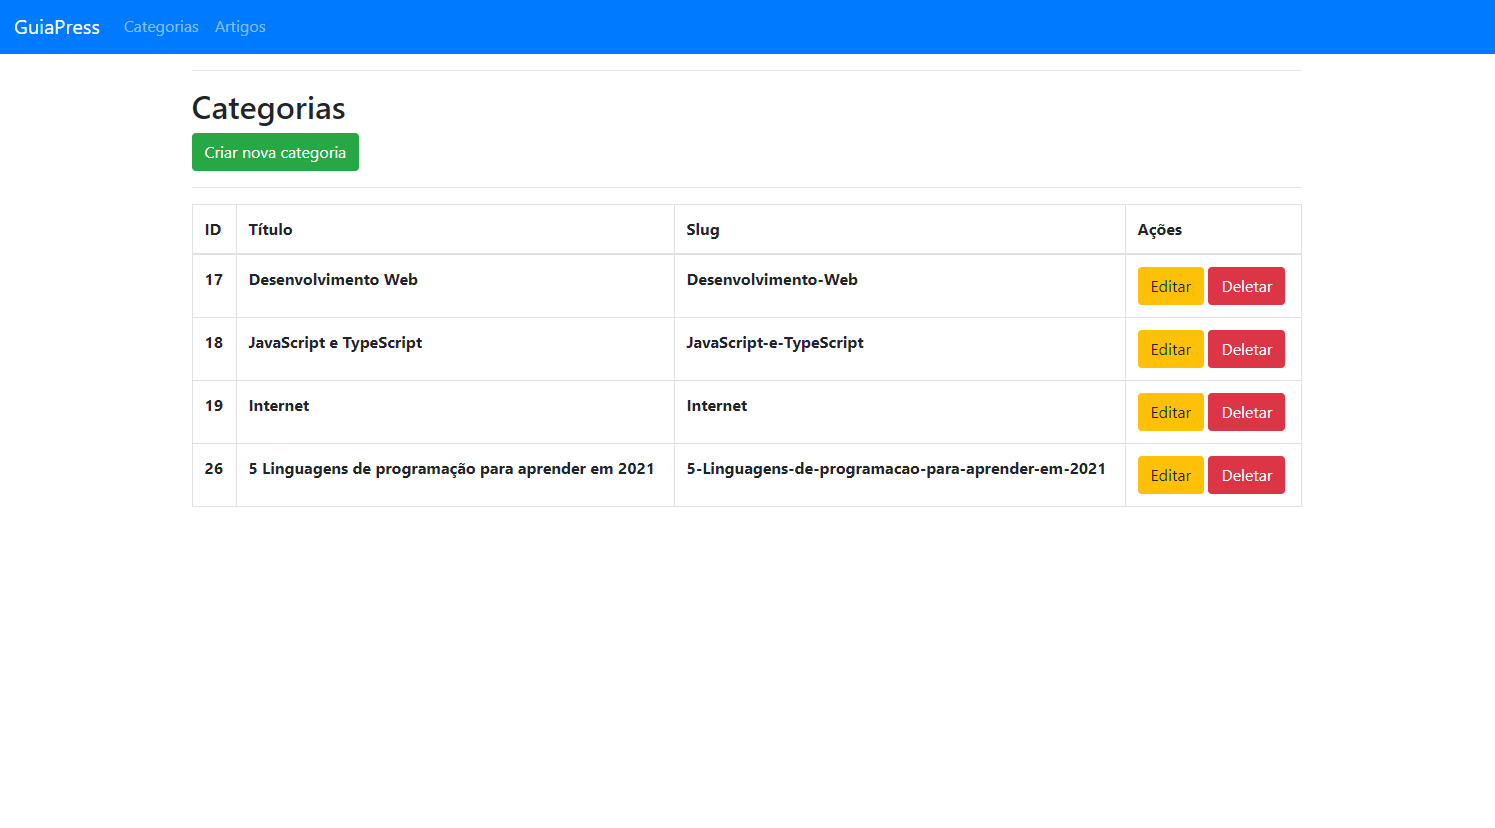 GuiaPress Categorias Artigos
Categorias
Criar nova categoria
ID Título Slug Ações
17 Desenvolvimento Web Desenvolvimento-Web Editar Deletar
18 JavaScript e TypeScript JavaScript-e-TypeScript Editar Deletar
19 Internet Internet Editar Deletar
26 5 Linguagens de programação para aprender em 2021 5-Linguagens-de-programacao-para-aprender-em-2021 Editar Deletar